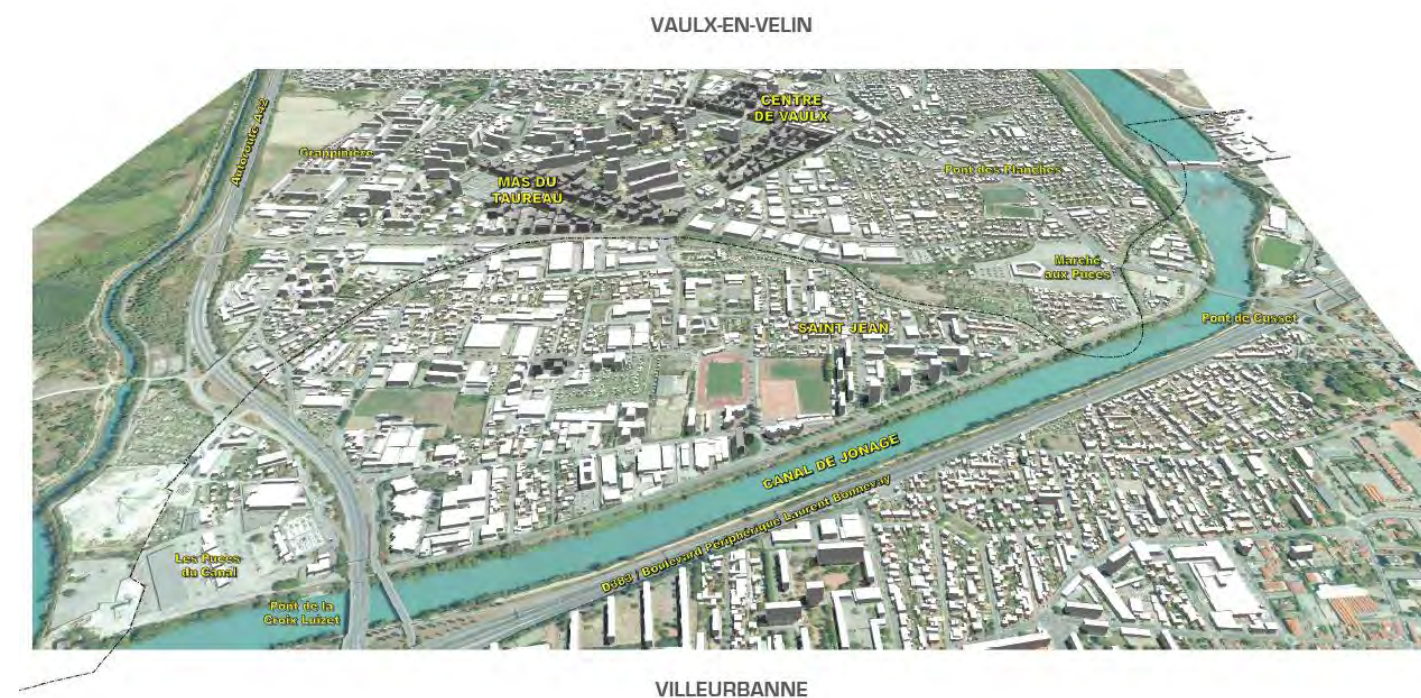 VAULX-EN-VELIN
CENTRE
DE VAULX
Autoroute A42
Grappinière
MAS DU
TAUREAU
Pont des Planches
Marché
aux Puces
Pont de Cusset
SAINT JEAN
CANAL DE JONAGE
D383 / Boulevard Périphérique Laurent Bonnevay
Les Puces
du Canal
Pont de la
Croix Luizet
VILLEURBANNE